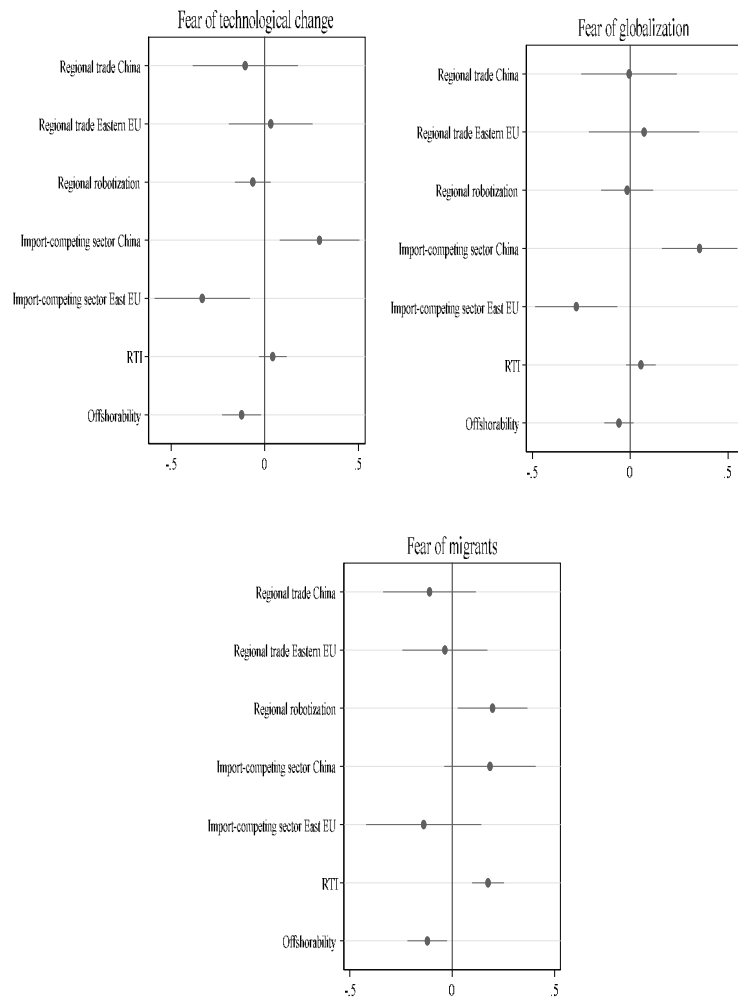 Fear of technological change
Regional trade China
Regional trade Eastern EU
Regional robotization
Import-competing sector China
Import-competing sector East EU
RTI
Offshorability
-.5 0 .5
Fear of globalization
Regional trade China
Regional trade Eastern EU
Regional robotization
Import-competing sector China
Import-competing sector East EU
RTI
Offshorability
-.5 0 .5
Fear of migrants
Regional trade China
Regional trade Eastern EU
Regional robotization
Import-competing sector China
Import-competing sector East EU
RTI
Offshorability
-.5 0 .5